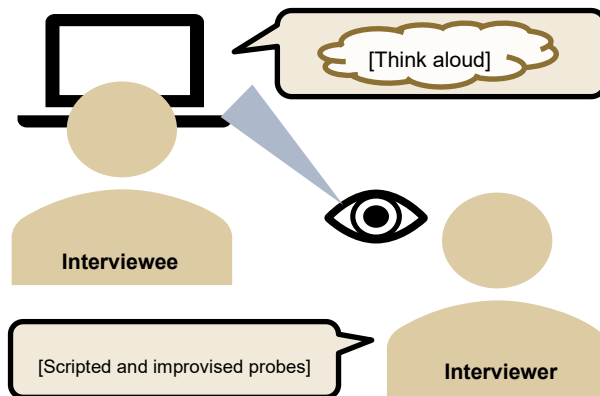 [Think aloud]
Interviewee
[Scripted and improvised probes]
Interviewer